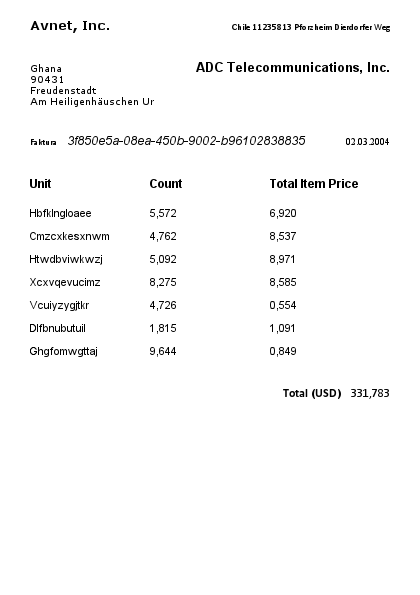 Avnet, Inc.
Chile 11235813 Pforzheim Dierdorfer Weg
ADC Telecommunications, Inc.
Ghana
90431
Freudenstadt
Am Heiligenhäuschen Ur
Faktura 3f850e5a-08ea-450b-9002-b96102838835 02.03.2004
Unit Count Total Item Price
Hbfklngloaee 5,572 6,920
Cmzcxkesxnwm 4,762 8,537
Htwdbviwkwzj 5,092 8,971
Xcxvqevucimz 8,275 8,585
Vcuiyzygjtkr 4,726 0,554
Dlfbnubutuil 1,815 1,091
Ghgfomwgttaj 9,644 0,849
Total (USD) 331,783